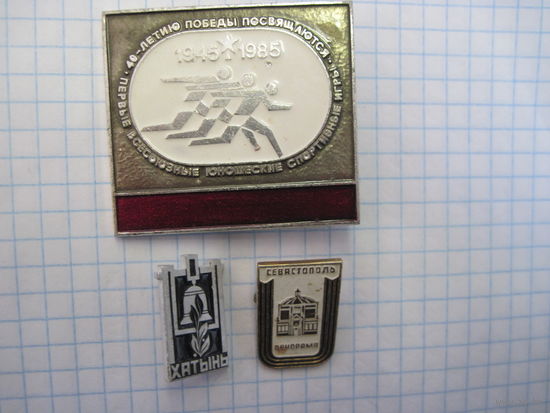 • 40-ЛЕТИЮ ПОБЕДЫ ПОСВЯЩАЮТСЯ •
1945 1985
ПЕРВЫЕ ВСЕСОЮЗНЫЕ ЮНОШЕСКИЕ СПОРТИВНЫЕ ИГРЫ
ХАТЫНЬ
СЕВАСТОПОЛЬ
ПАНОРАМА